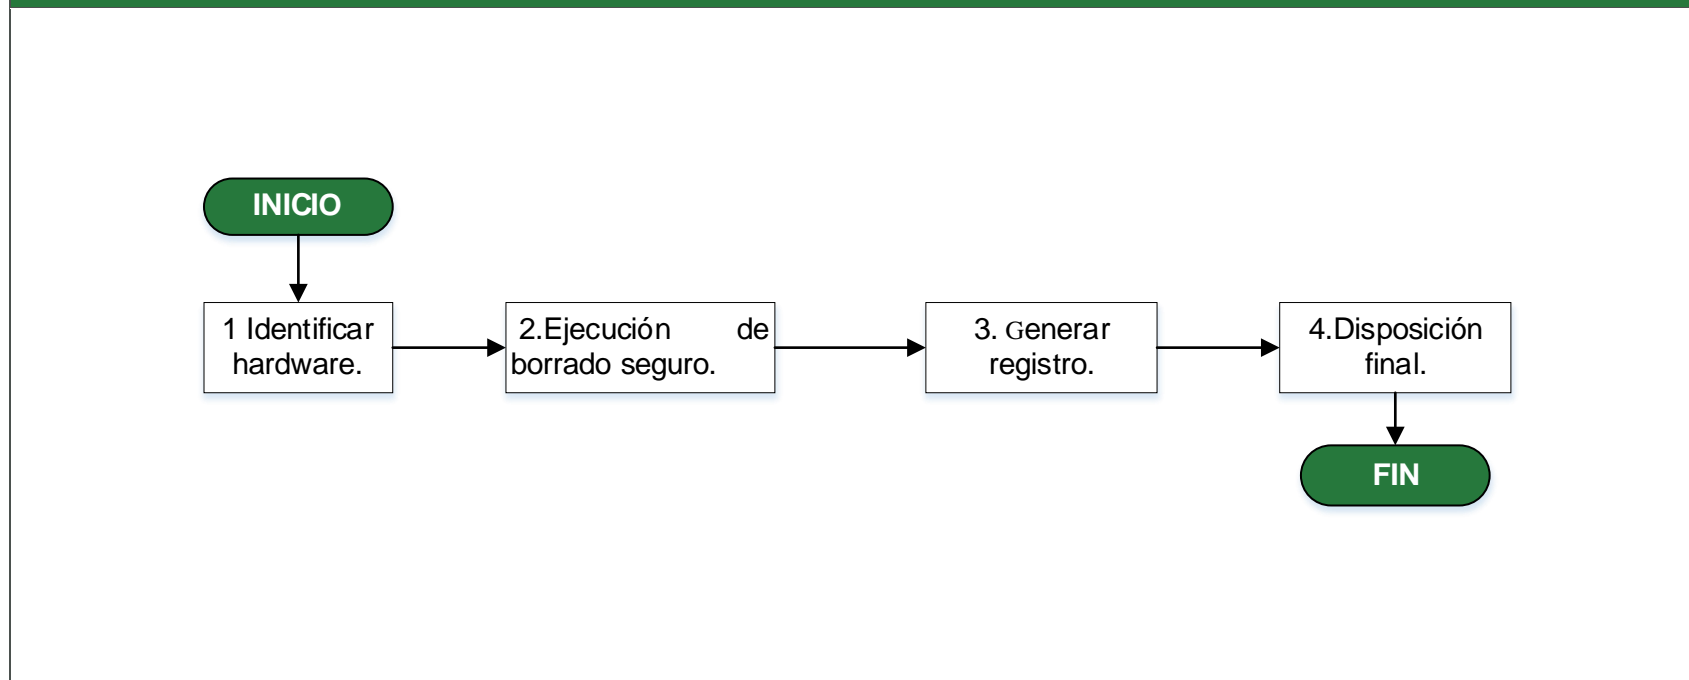 INICIO
1 Identificar
hardware.
2.Ejecución de
borrado seguro.
3. Generar
registro.
4.Disposición
final.
FIN